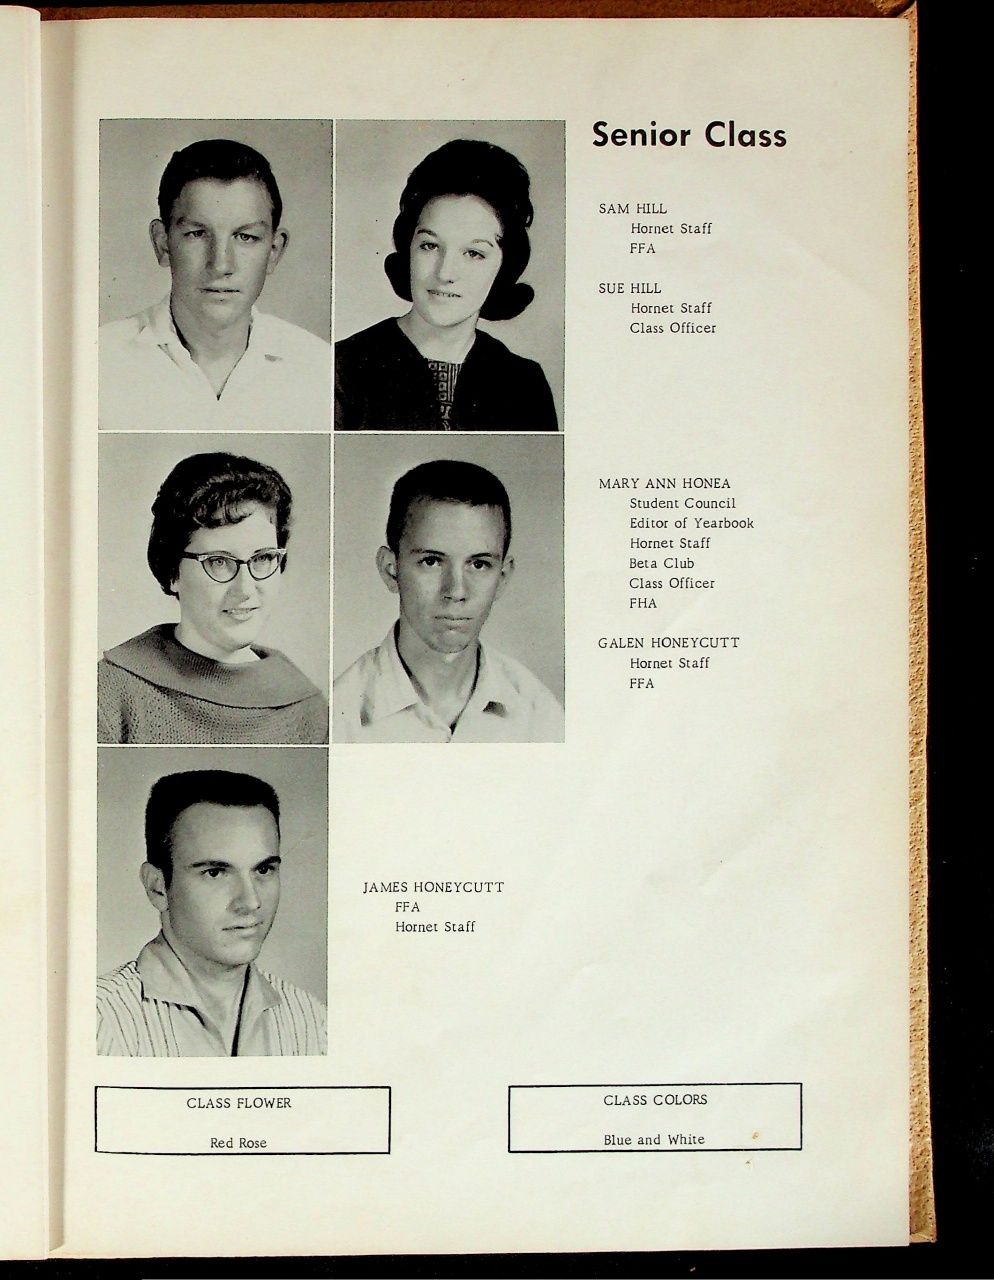 Senior Class
SAM HILL
Hornet Staff
FFA
SUE HILL
Hornet Staff
Class Officer
MARY ANN HONEA
Student Council
Editor of Yearbook
Hornet Staff
Beta Club
Class Officer
FHA
GALEN HONEYCUTT
Hornet Staff
FFA
JAMES HONEYCUTT
FFA
Hornet Staff
CLASS FLOWER
Red Rose
CLASS COLORS
Blue and White